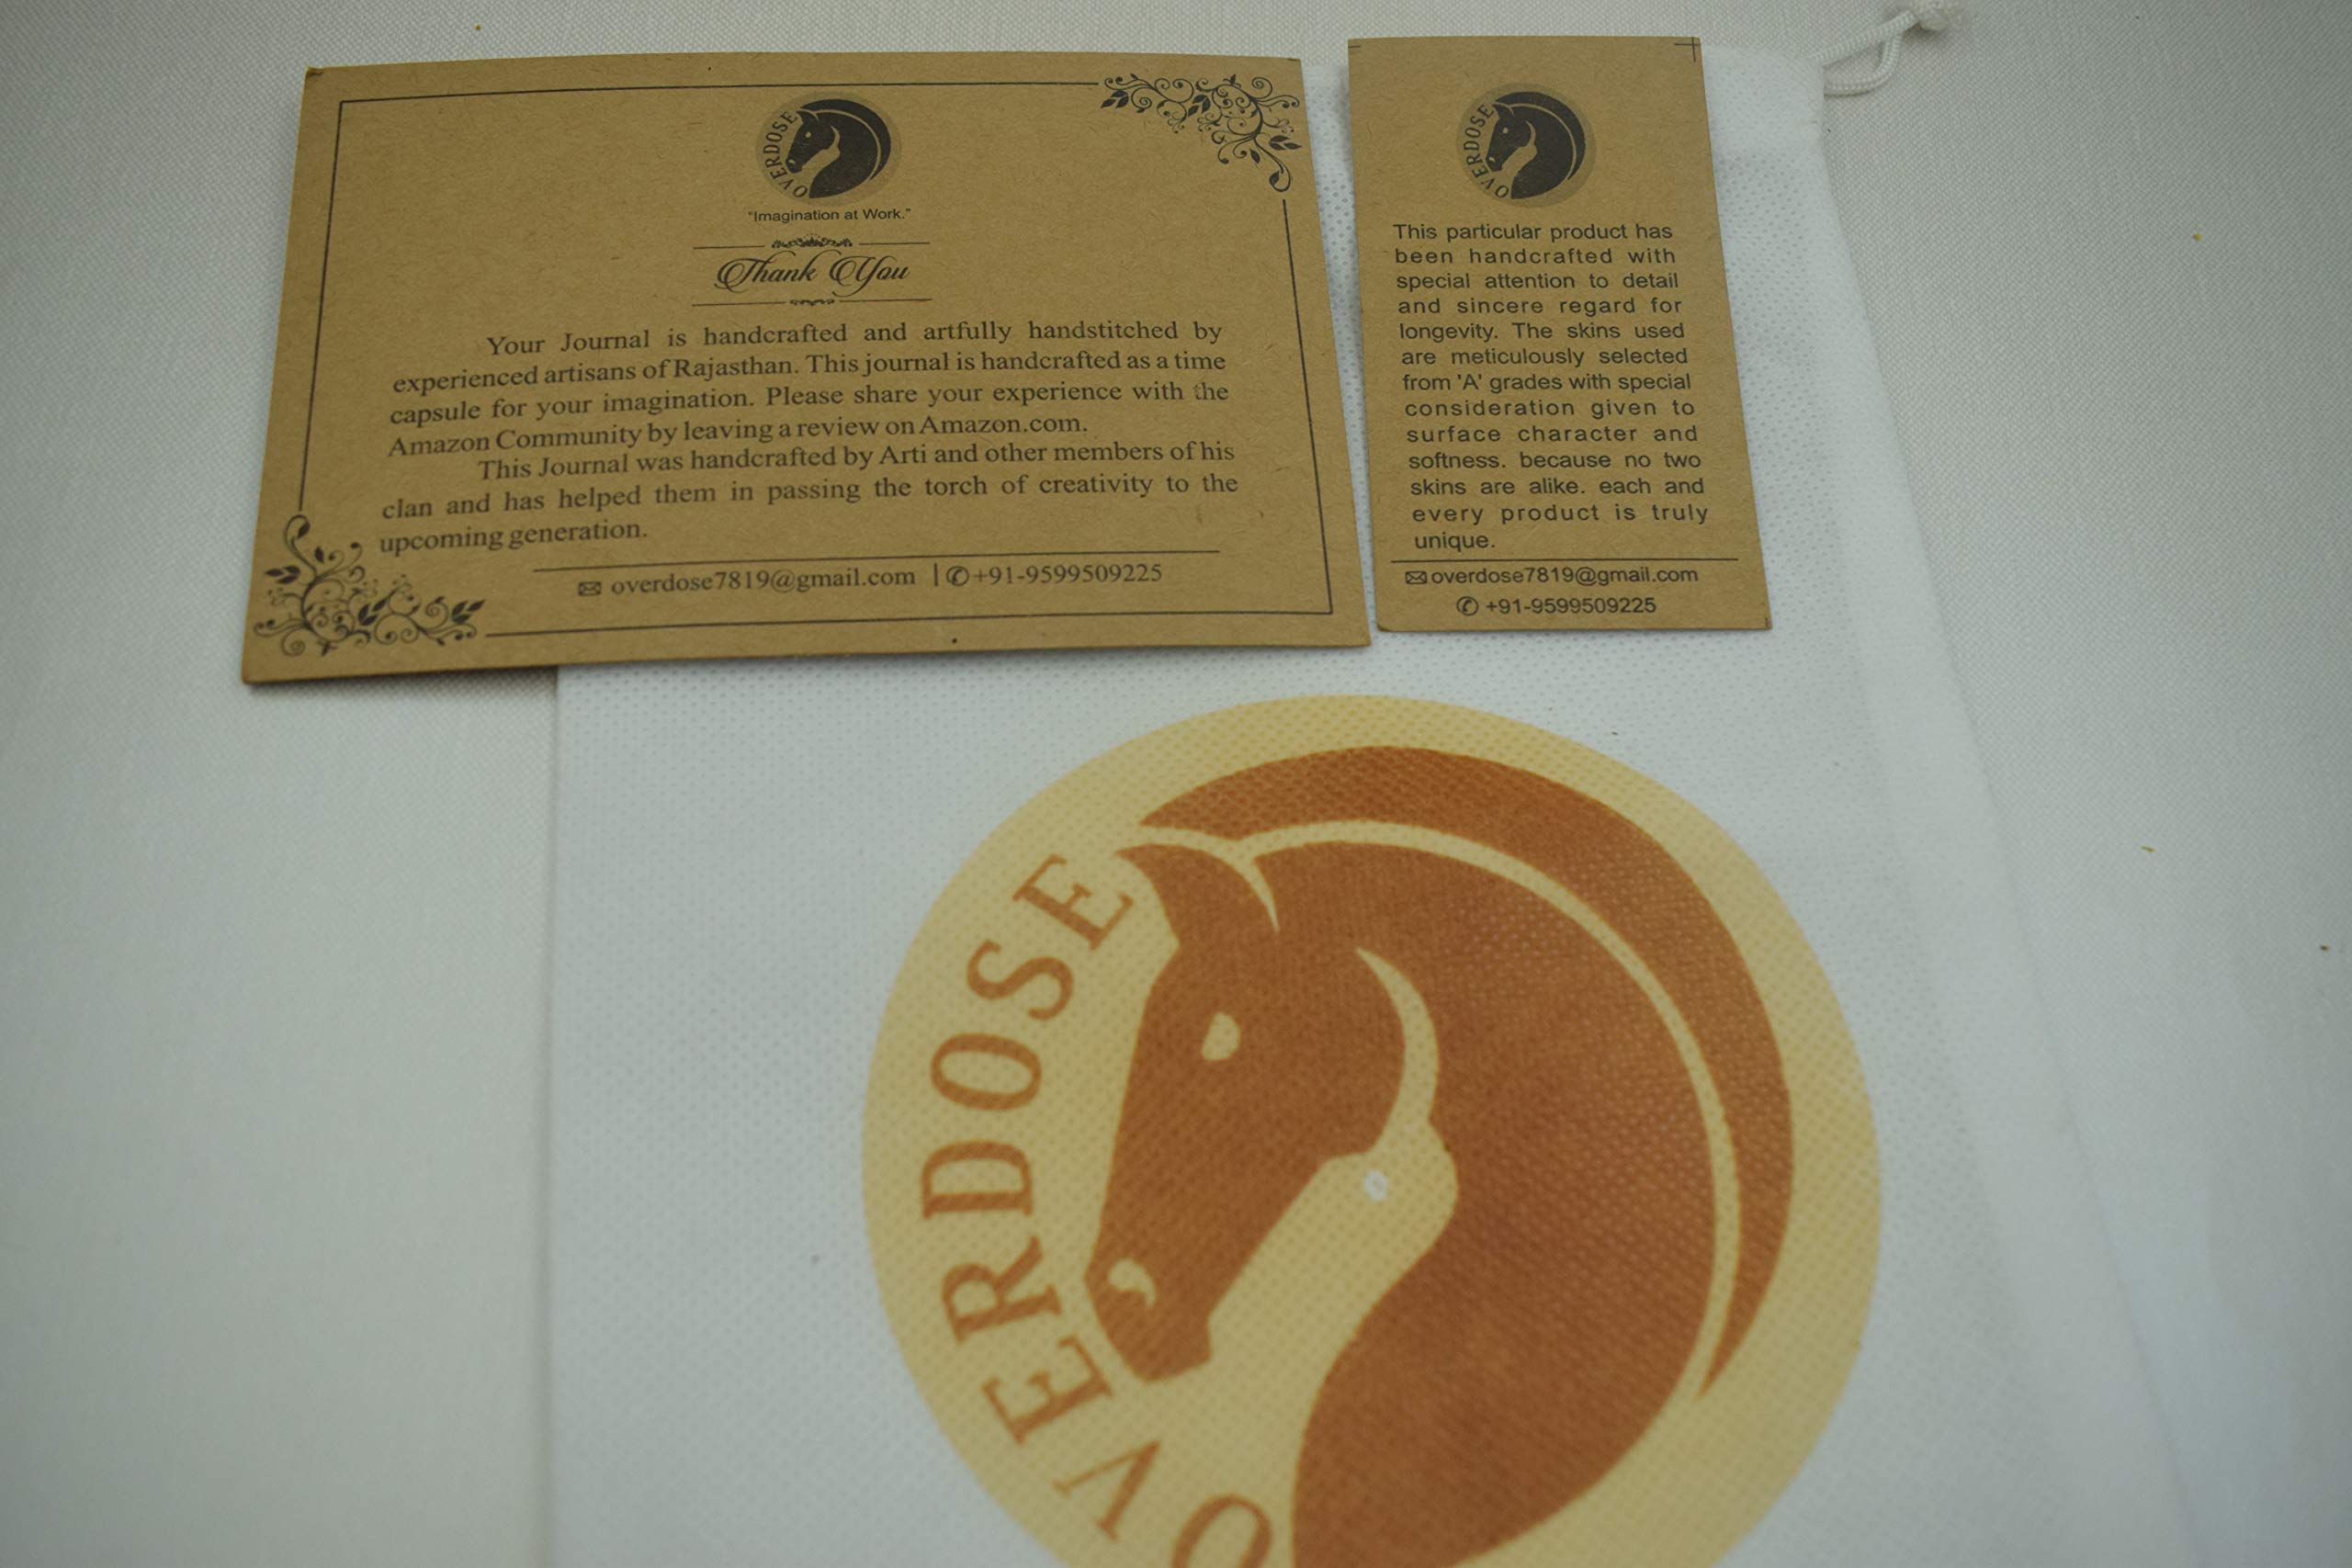 OVERDOSE
"Imagination at Work."
Thank You
Your Journal is handcrafted and artfully handstitched by
experienced artisans of Rajasthan. This journal is handcrafted as a time
capsule for your imagination. Please share your experience with the
Amazon Community by leaving a review on Amazon.com.
This Journal was handcrafted by Arti and other members of his
clan and has helped them in passing the torch of creativity to the
upcoming generation.
overdose7819@gmail.com | +91-9599509225
OVERDOSE
This particular product has
been handcrafted with
special attention to detail
and sincere regard for
longevity. The skins used
are meticulously selected
from 'A' grades with special
consideration given to
surface character and
softness. because no two
skins are alike. each and
every product is truly
unique.
overdose7819@gmail.com
+91-9599509225
OVERDOSE